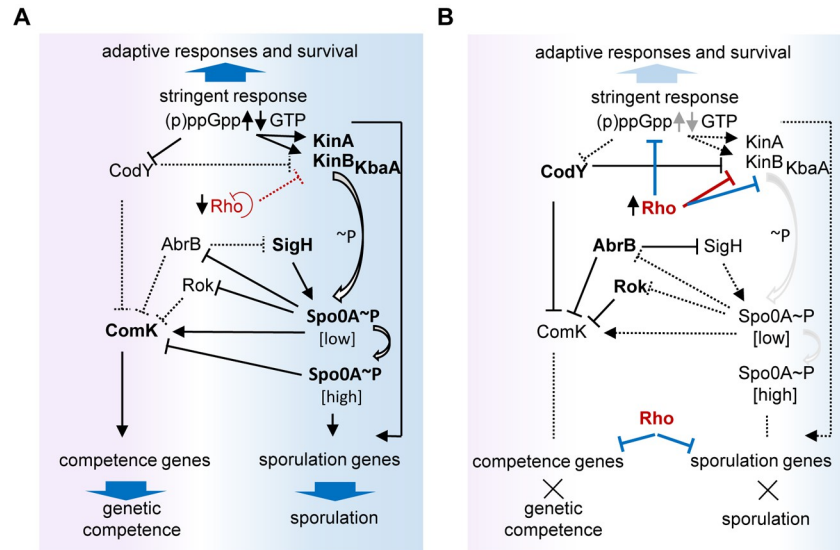 A
adaptive responses and survival
stringent response
(p)ppGpp GTP
KinA
KinB
KbaA
CodY
Rho
~P
AbrB
SigH
Rok
Spo0A~P
[low]
ComK
Spo0A~P
[high]
competence genes
sporulation genes
genetic
competence
sporulation
B
adaptive responses and survival
stringent response
(p)ppGpp GTP
KinA
KinB
KbaA
CodY
Rho
~P
AbrB
SigH
Rok
Spo0A~P
[low]
ComK
Spo0A~P
[high]
Rho
competence genes
sporulation genes
genetic
competence
sporulation